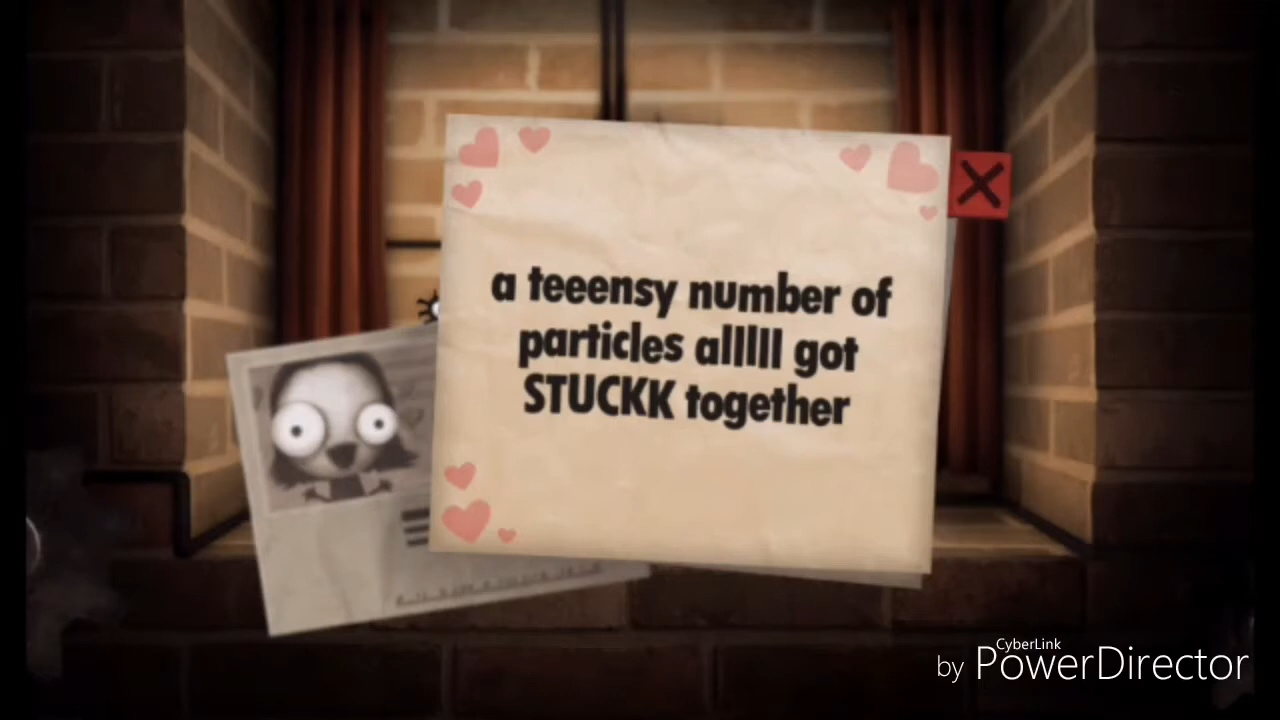 a teeensy number of
particles alllll got
STUCKK together
CyberLink
by PowerDirector